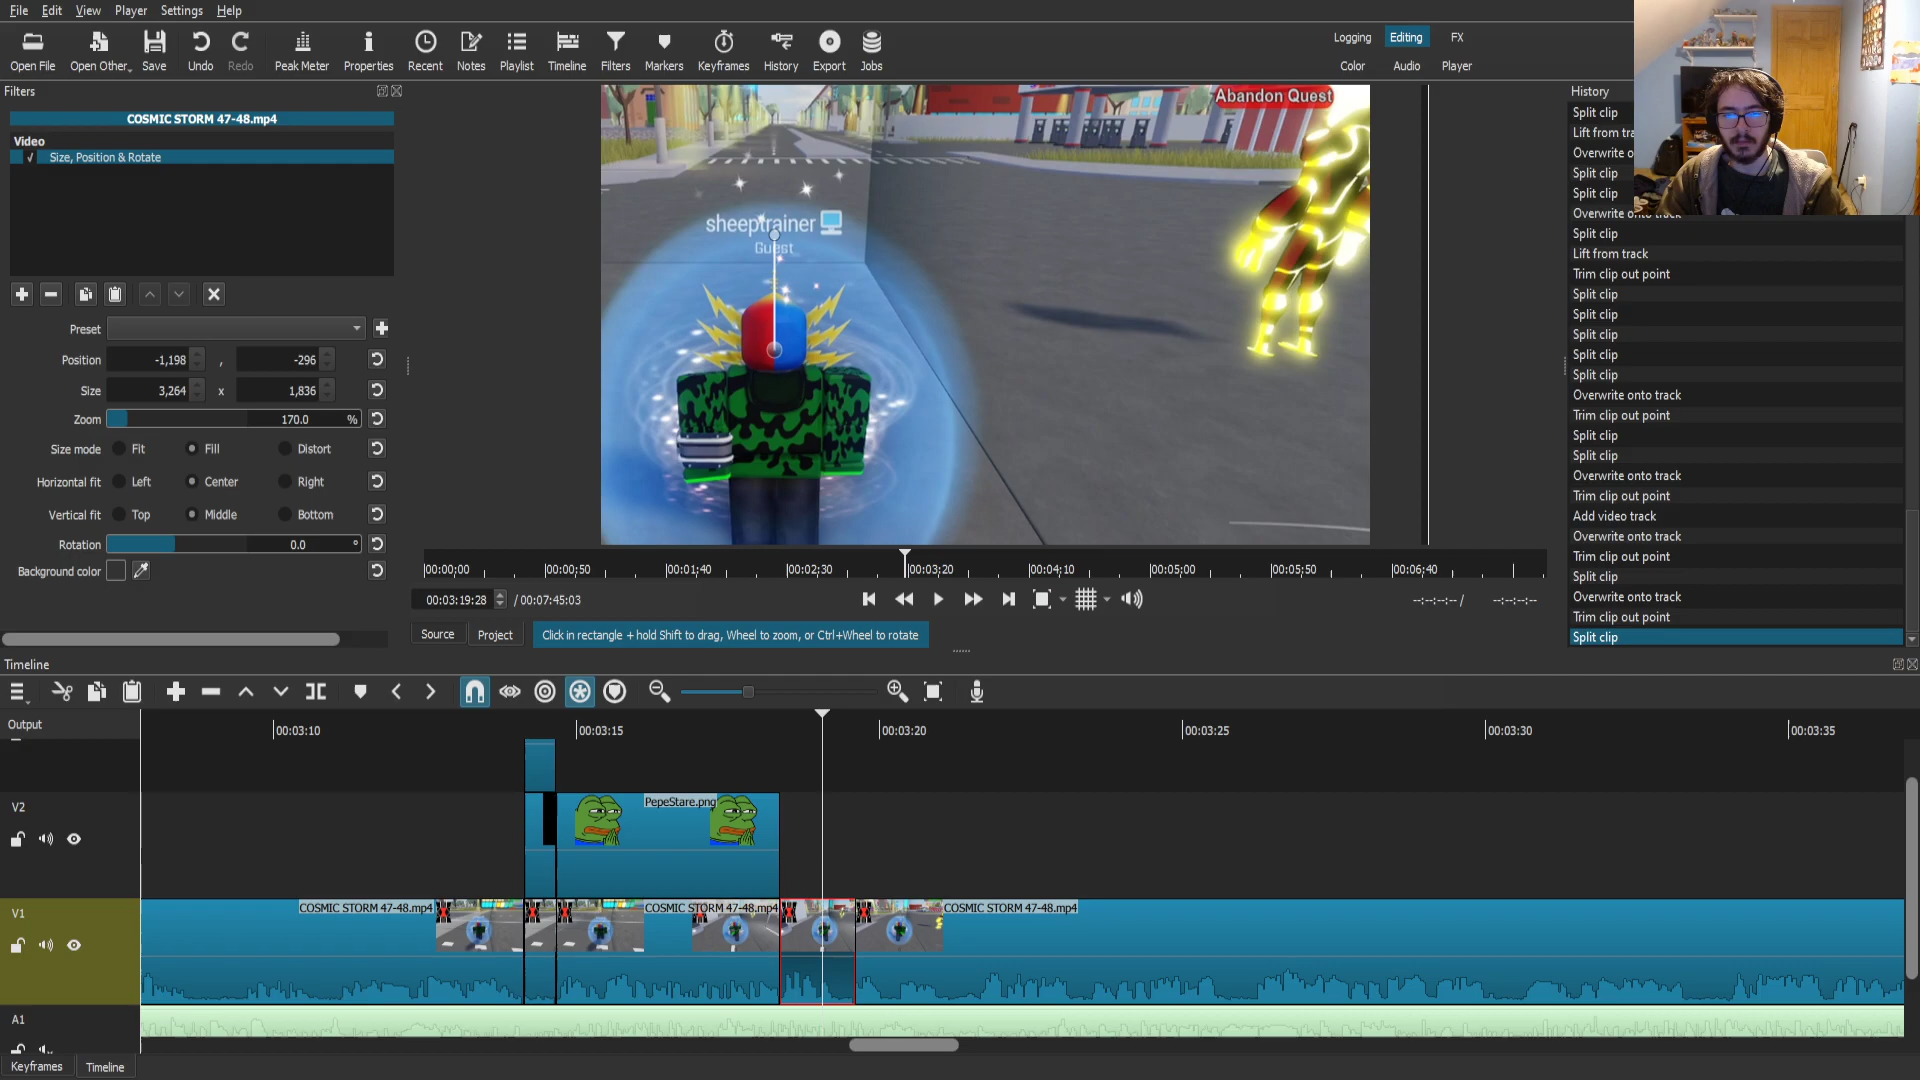 File Edit View Player Settings Help
Open File Open Other Save Undo Redo Peak Meter Properties Recent Notes Playlist Timeline Filters Markers Keyframes History Export Jobs
Logging Editing FX
Color Audio Player
Filters
COSMIC STORM 47-48.mp4
Video
Size, Position & Rotate
Preset
Position -1,198 , -296
Size 3,264 x 1,836
Zoom 170.0 %
Size mode Fit Fill Distort
Horizontal fit Left Center Right
Vertical fit Top Middle Bottom
Rotation 0.0 °
Background color
Abandon Quest
sheeptrainer
Guest
00:00:00 00:00:50 00:01:40 00:02:30 00:03:20 00:04:10 00:05:00 00:05:50 00:06:40
00:03:19:28 / 00:07:45:03
--:--:--:-- / --:--:--:--
Source Project Click in rectangle + hold Shift to drag, Wheel to zoom, or Ctrl+Wheel to rotate
History
Split clip
Lift from tra
Overwrite o
Split clip
Split clip
Overwrite onto track
Split clip
Lift from track
Trim clip out point
Split clip
Split clip
Split clip
Split clip
Split clip
Overwrite onto track
Trim clip out point
Split clip
Split clip
Overwrite onto track
Trim clip out point
Add video track
Overwrite onto track
Trim clip out point
Split clip
Overwrite onto track
Trim clip out point
Split clip
Timeline
Output
00:03:10 00:03:15 00:03:20 00:03:25 00:03:30 00:03:35
V2
PepeStare.png
V1
COSMIC STORM 47-48.mp4 COSMIC STORM 47-48.mp4 COSMIC STORM 47-48.mp4
A1
Keyframes Timeline